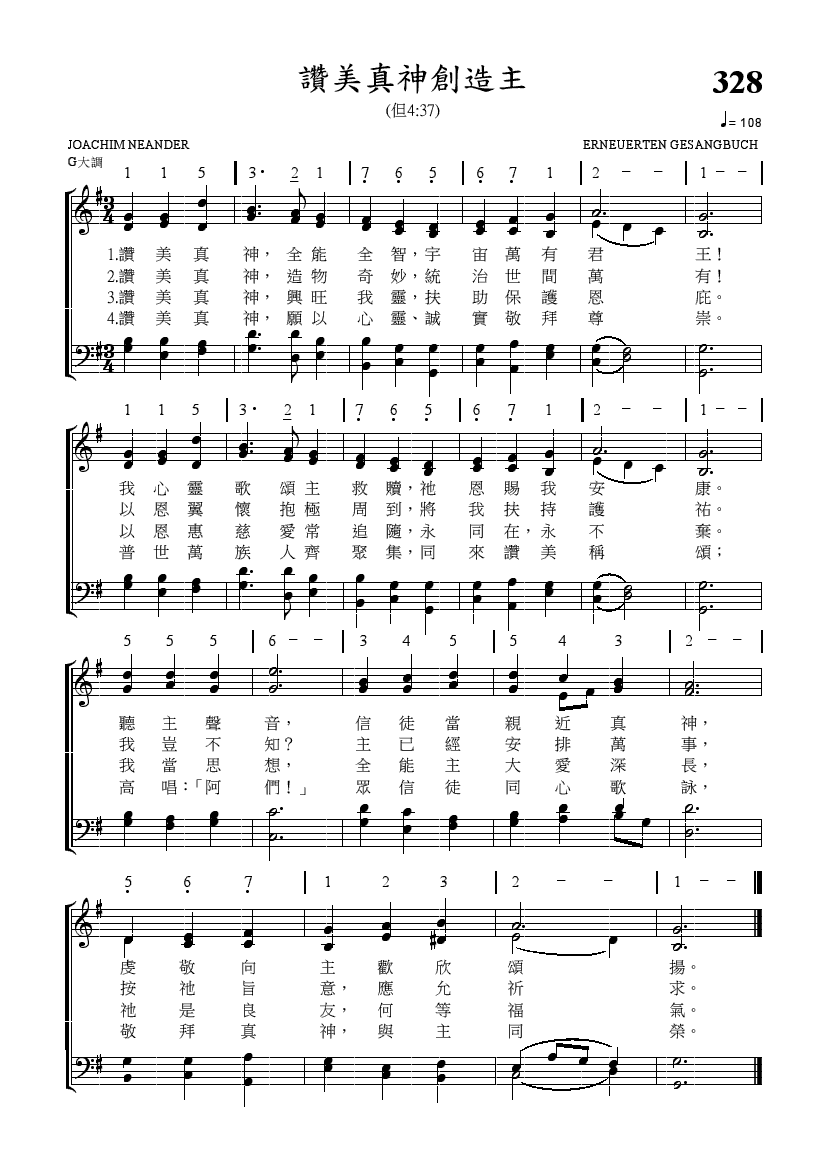 讚美真神創造主
328
(但4:37)
♩= 108
JOACHIM NEANDER ERNEUERTEN GESANGBUCH
G大調
1 1 5 | 3· 2 1 | 7 6 5 | 6 7 1 | 2 – – | 1 – – |
3
4
1.讚 美 真 神, 全 能 全 智,宇 宙 萬 有 君 王!
2.讚 美 真 神, 造 物 奇 妙,統 治 世 間 萬 有!
3.讚 美 真 神, 興 旺 我 靈,扶 助 保 護 恩 庇。
4.讚 美 真 神, 願 以 心 靈、誠 實 敬 拜 尊 崇。
3
4
1 1 5 | 3· 2 1 | 7 6 5 | 6 7 1 | 2 – – | 1 – – |
我 心 靈 歌 頌 主 救 贖,祂 恩 賜 我 安 康。
以 恩 翼 懷 抱 極 周 到,將 我 扶 持 護 祐。
以 恩 惠 慈 愛 常 追 隨,永 同 在,永 不 棄。
普 世 萬 族 人 齊 聚 集,同 來 讚 美 稱 頌;
5 5 5 | 6 – – | 3 4 5 | 5 4 3 | 2 – – |
聽 主 聲 音, 信 徒 當 親 近 真 神,
我 豈 不 知? 主 已 經 安 排 萬 事,
我 當 思 想, 全 能 主 大 愛 深 長,
高 唱:「阿 們!」 眾 信 徒 同 心 歌 詠,
5 6 7 | 1 2 3 | 2 – – | 1 – – |
虔 敬 向 主 歡 欣 頌 揚。
按 祂 旨 意, 應 允 祈 求。
祂 是 良 友, 何 等 福 氣。
敬 拜 真 神, 與 主 同 榮。